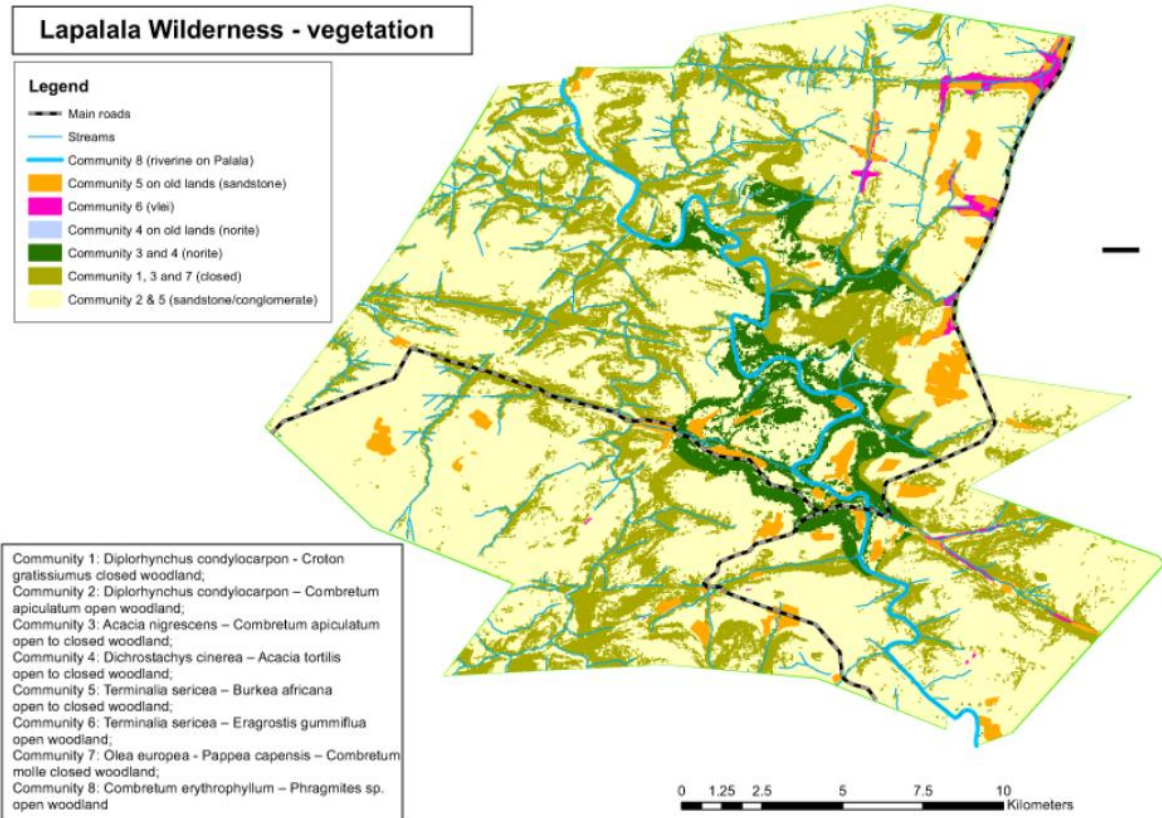 Lapalala Wilderness - vegetation
Legend
Main roads
Streams
Community 8 (riverine on Palala)
Community 5 on old lands (sandstone)
Community 6 (vlei)
Community 4 on old lands (norite)
Community 3 and 4 (norite)
Community 1, 3 and 7 (closed)
Community 2 & 5 (sandstone/conglomerate)
Community 1: Diplorhynchus condylocarpon - Croton
gratissiumus closed woodland;
Community 2: Diplorhynchus condylocarpon – Combretum
apiculatum open woodland;
Community 3: Acacia nigrescens – Combretum apiculatum
open to closed woodland;
Community 4: Dichrostachys cinerea – Acacia tortilis
open to closed woodland;
Community 5: Terminalia sericea – Burkea africana
open to closed woodland;
Community 6: Terminalia sericea – Eragrostis gummiflua
open woodland;
Community 7: Olea europea - Pappea capensis – Combretum
molle closed woodland;
Community 8: Combretum erythrophyllum – Phragmites sp.
open woodland
0 1.25 2.5 5 7.5 10
Kilometers